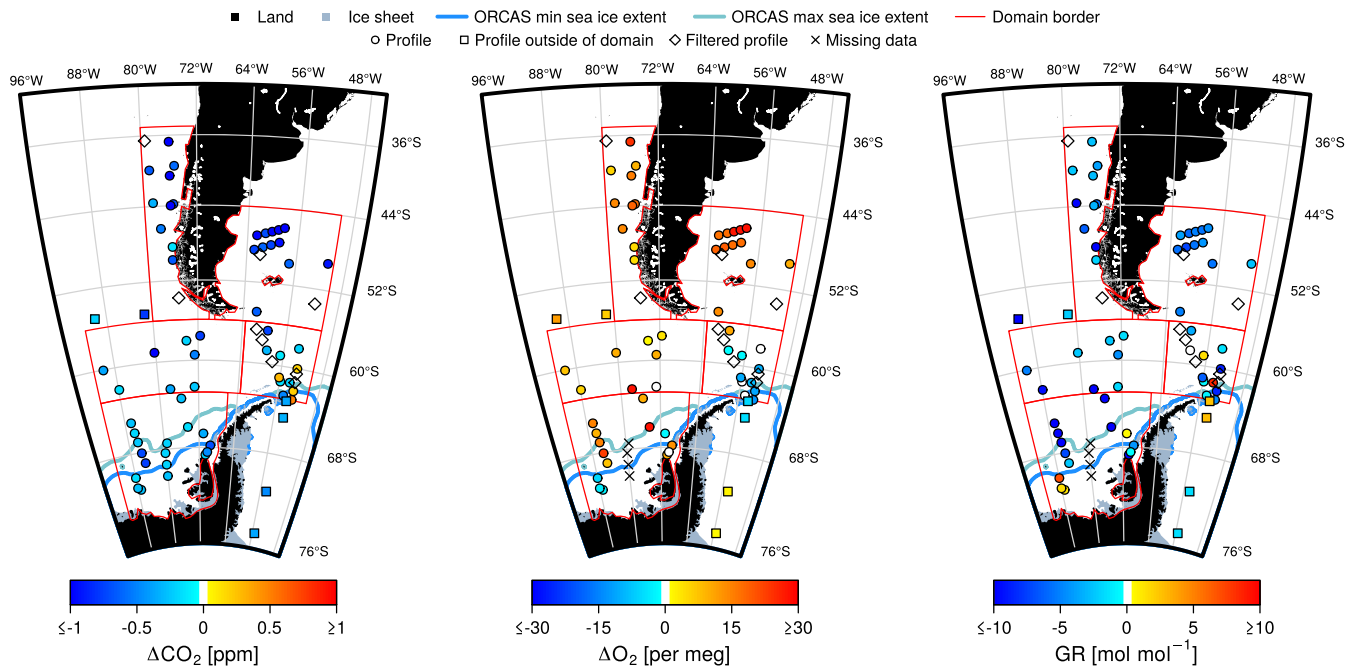 Land Ice sheet ORCAS min sea ice extent ORCAS max sea ice extent Domain border
Profile Profile outside of domain Filtered profile Missing data
96°W 88°W 80°W 72°W 64°W 56°W 48°W
36°S
44°S
52°S
60°S
68°S
76°S
≤-1 -0.5 0 0.5 ≥1
ΔCO₂ [ppm]
96°W 88°W 80°W 72°W 64°W 56°W 48°W
36°S
44°S
52°S
60°S
68°S
76°S
≤-30 -15 0 15 ≥30
ΔO₂ [per meg]
96°W 88°W 80°W 72°W 64°W 56°W 48°W
36°S
44°S
52°S
60°S
68°S
76°S
≤-10 -5 0 5 ≥10
GR [mol mol⁻¹]